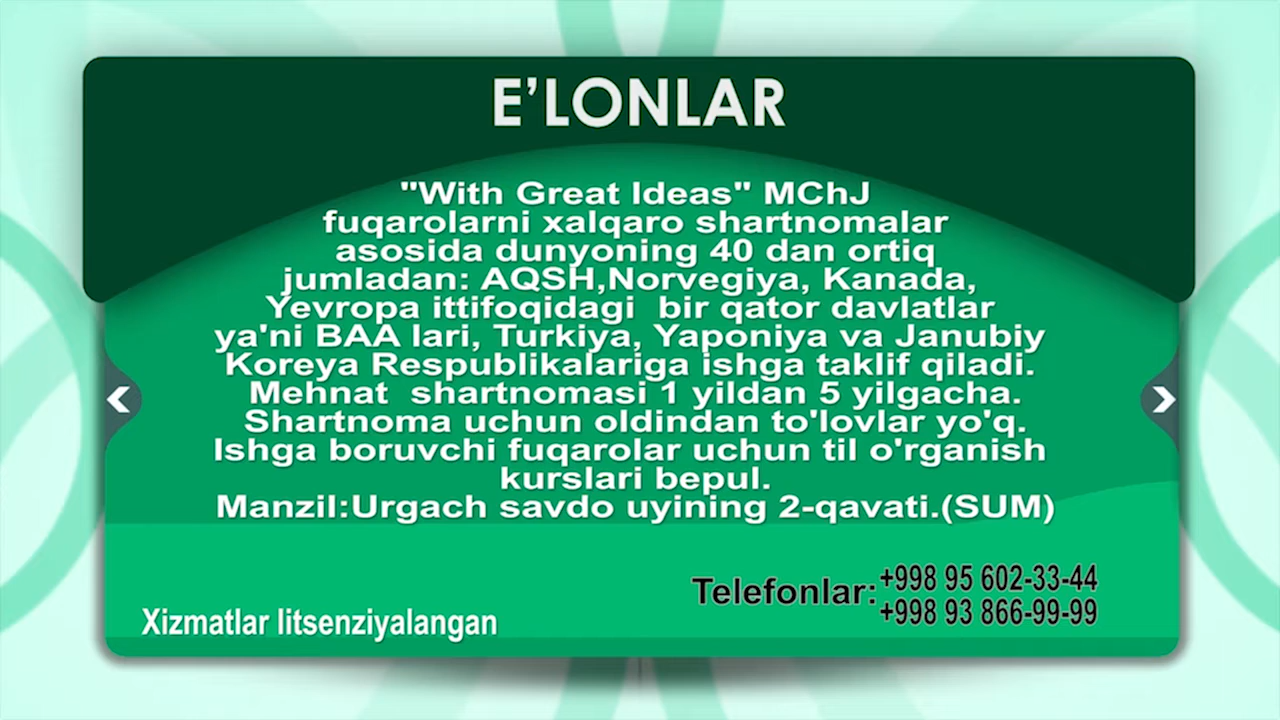 E’LONLAR
"With Great Ideas" MChJ
fuqarolarni xalqaro shartnomalar
asosida dunyoning 40 dan ortiq
jumladan: AQSH,Norvegiya, Kanada,
Yevropa ittifoqidagi  bir qator davlatlar
ya'ni BAA lari, Turkiya, Yaponiya va Janubiy
Koreya Respublikalariga ishga taklif qiladi.
Mehnat  shartnomasi 1 yildan 5 yilgacha.
Shartnoma uchun oldindan to'lovlar yo'q.
Ishga boruvchi fuqarolar uchun til o'rganish
kurslari bepul.
Manzil:Urgach savdo uyining 2-qavati.(SUM)
Telefonlar:+998 95 602-33-44
+998 93 866-99-99
Xizmatlar litsenziyalangan